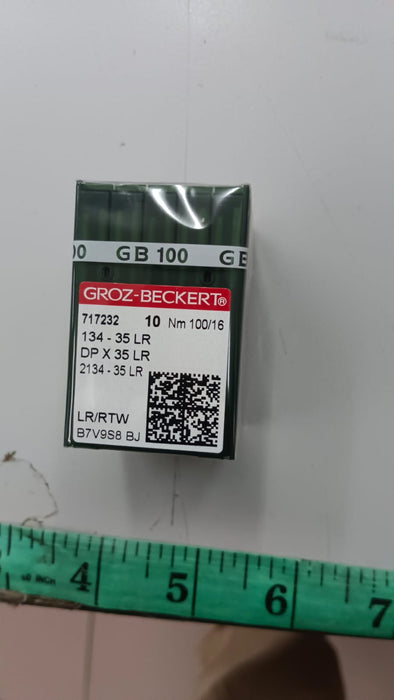 00 GB 100 GB
GROZ-BECKERT®
717232 10 Nm 100/16
134 - 35 LR
DP X 35 LR
2134 - 35 LR
LR/RTW
B7V9S8 BJ
4 5 6 7